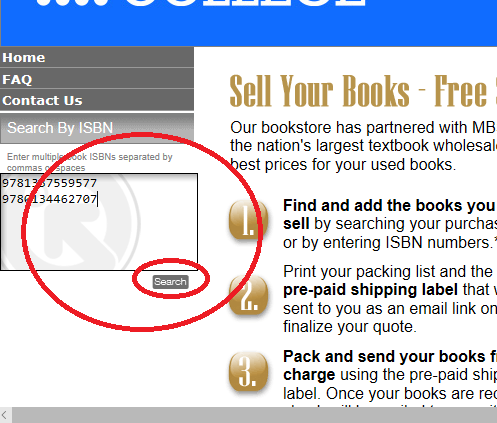 COLLEGE
Home
FAQ
Contact Us
Search By ISBN
Enter multiple book ISBNs separated by
commas or spaces
9781337559577
9780134462707
Search
Sell Your Books - Free
Our bookstore has partnered with MB
the nation's largest textbook wholesal
best prices for your used books.
1.
Find and add the books you
sell by searching your purchas
or by entering ISBN numbers.*
2.
Print your packing list and the
pre-paid shipping label that
sent to you as an email link on
finalize your quote.
3.
Pack and send your books f
charge using the pre-paid ship
label. Once your books are rec